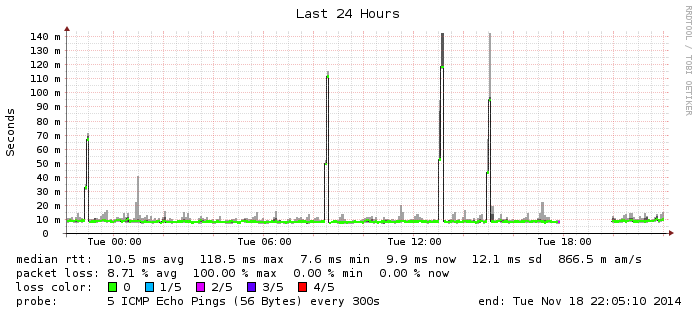 Last 24 Hours
RRDTOOL / TOBI OETIKER
Seconds
140 m
130 m
120 m
110 m
100 m
90 m
80 m
70 m
60 m
50 m
40 m
30 m
20 m
10 m
0
Tue 00:00 Tue 06:00 Tue 12:00 Tue 18:00
median rtt: 10.5 ms avg 118.5 ms max 7.6 ms min 9.9 ms now 12.1 ms sd 866.5 m am/s
packet loss: 8.71 % avg 100.00 % max 0.00 % min 0.00 % now
loss color: 0 1/5 2/5 3/5 4/5
probe: 5 ICMP Echo Pings (56 Bytes) every 300s end: Tue Nov 18 22:05:10 2014